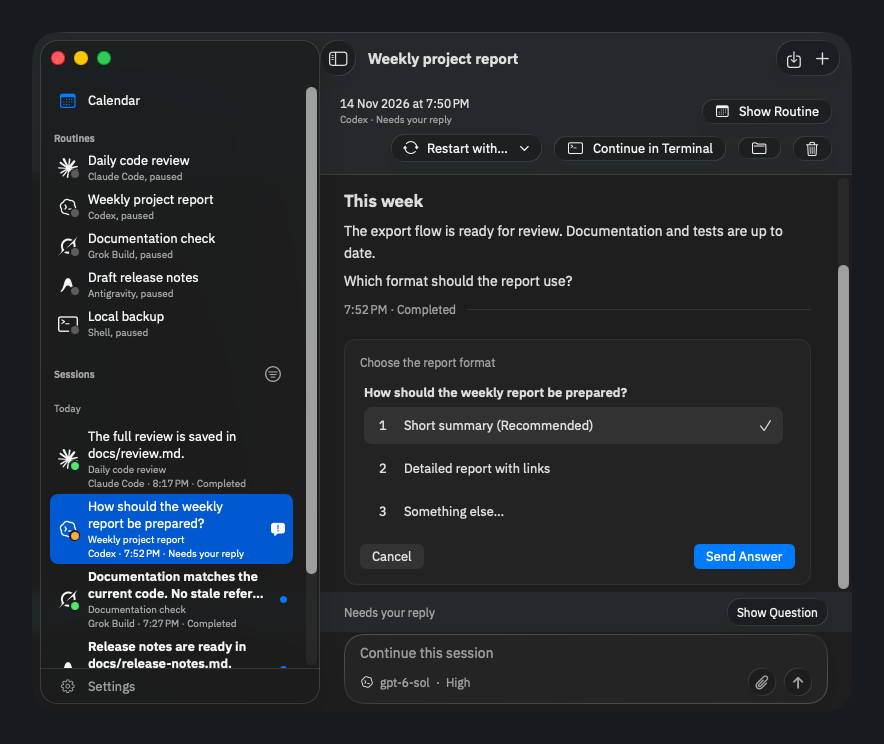 Calendar
Routines
Daily code review
Claude Code, paused
Weekly project report
Codex, paused
Documentation check
Grok Build, paused
Draft release notes
Antigravity, paused
Local backup
Shell, paused
Sessions
Today
The full review is saved in
docs/review.md.
Daily code review
Claude Code · 8:17 PM · Completed
How should the weekly
report be prepared?
Weekly project report
Codex · 7:52 PM · Needs your reply
Documentation matches the
current code. No stale refer...
Documentation check
Grok Build · 7:27 PM · Completed
Release notes are ready in
docs/release-notes.md.
Settings
Weekly project report
14 Nov 2026 at 7:50 PM
Codex · Needs your reply
Show Routine
Restart with...
Continue in Terminal
This week
The export flow is ready for review. Documentation and tests are up to
date.
Which format should the report use?
7:52 PM · Completed
Choose the report format
How should the weekly report be prepared?
1 Short summary (Recommended)
2 Detailed report with links
3 Something else...
Cancel
Send Answer
Needs your reply
Show Question
Continue this session
gpt-6-sol · High